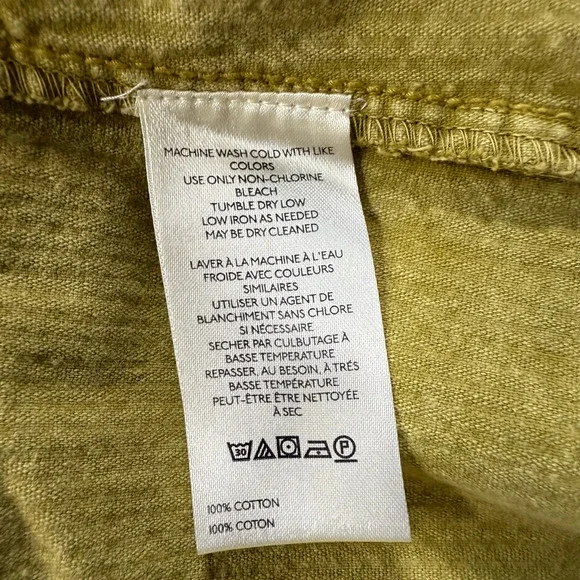 MACHINE WASH COLD WITH LIKE
COLORS
USE ONLY NON-CHLORINE
BLEACH
TUMBLE DRY LOW
LOW IRON AS NEEDED
MAY BE DRY CLEANED
LAVER À LA MACHINE À L'EAU
FROIDE AVEC COULEURS
SIMILAIRES
UTILISER UN AGENT DE
BLANCHIMENT SANS CHLORE
SI NÉCESSAIRE
SECHER PAR CULBUTAGE À
BASSE TEMPERATURE
REPASSER, AU BESOIN, À TRÉS
BASSE TEMPÉRATURE
PEUT-ÊTRE ÊTRE NETTOYÉE
À SEC
30 P
100% COTTON
100% COTON